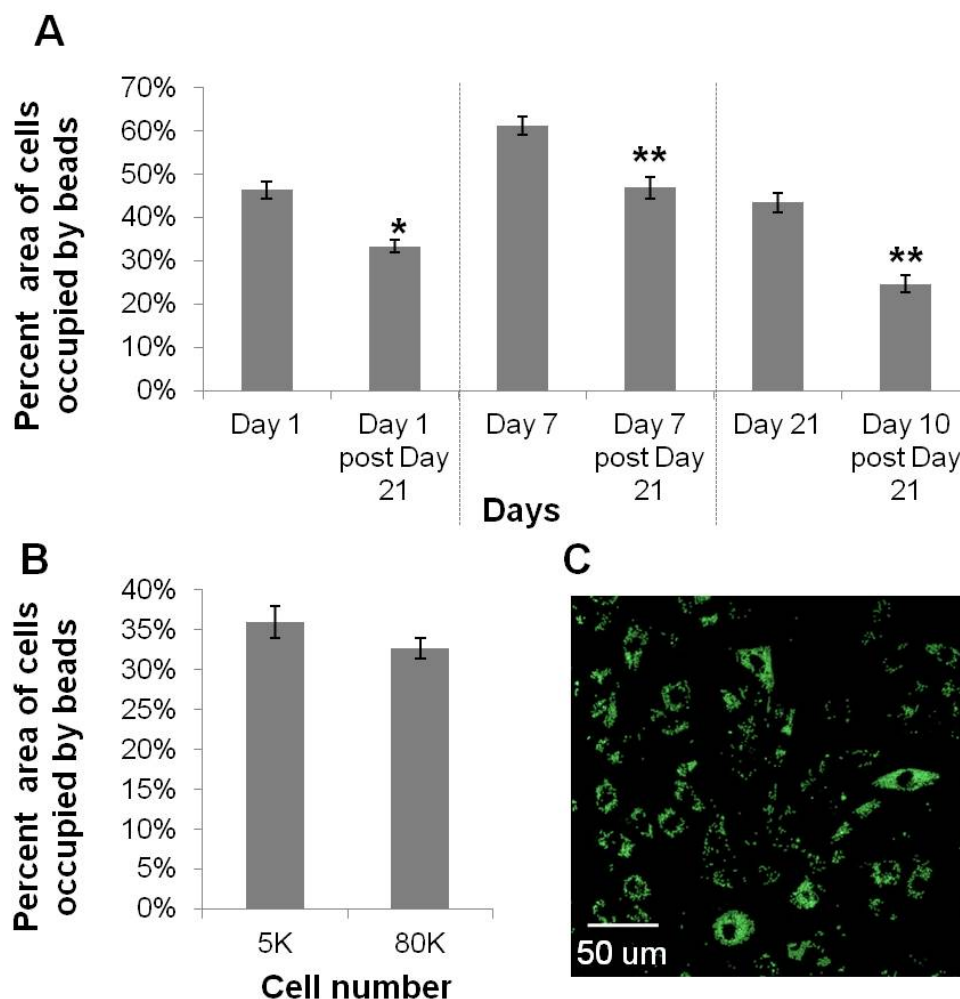 A
Percent area of cells
occupied by beads
70%
60%
50%
40%
30%
20%
10%
0%
*
**
**
Day 1
Day 1
post Day
21
Day 7
Day 7
post Day
21
Day 21
Day 10
post Day
21
Days
B
Percent area of cells
occupied by beads
40%
35%
30%
25%
20%
15%
10%
5%
0%
5K
80K
Cell number
C
50 um